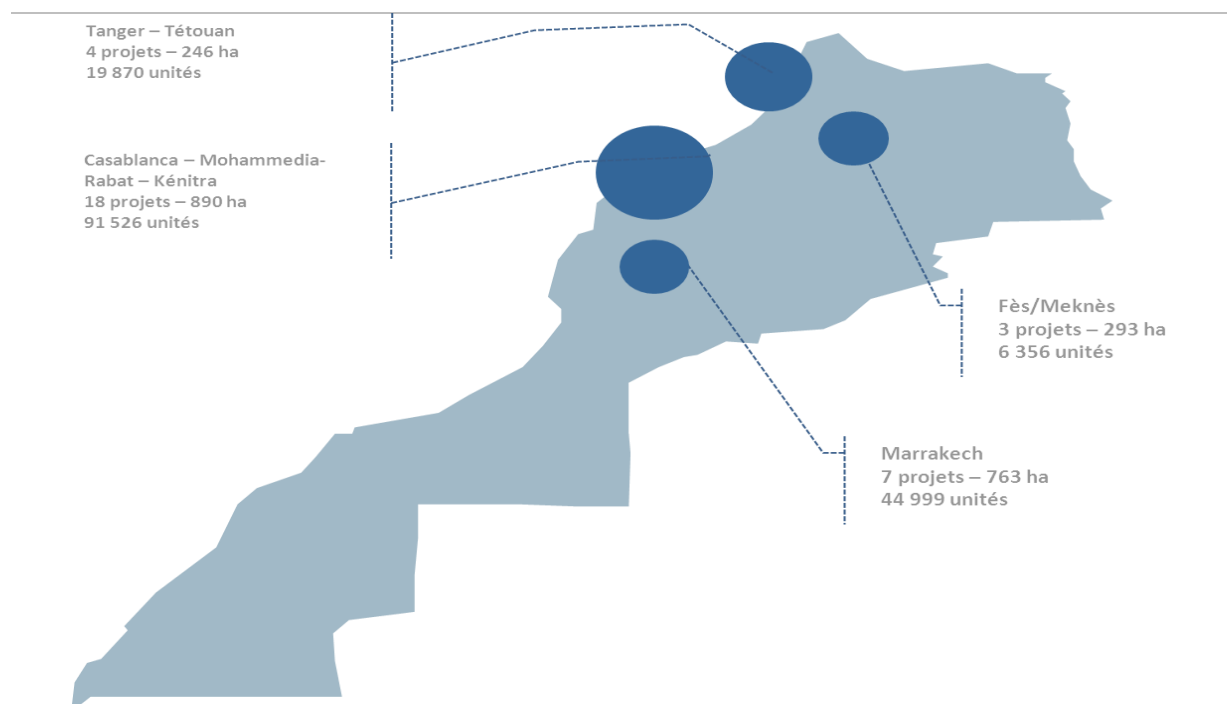 Tanger – Tétouan
4 projets – 246 ha
19 870 unités
Casablanca – Mohammedia-
Rabat – Kénitra
18 projets – 890 ha
91 526 unités
Fès/Meknès
3 projets – 293 ha
6 356 unités
Marrakech
7 projets – 763 ha
44 999 unités